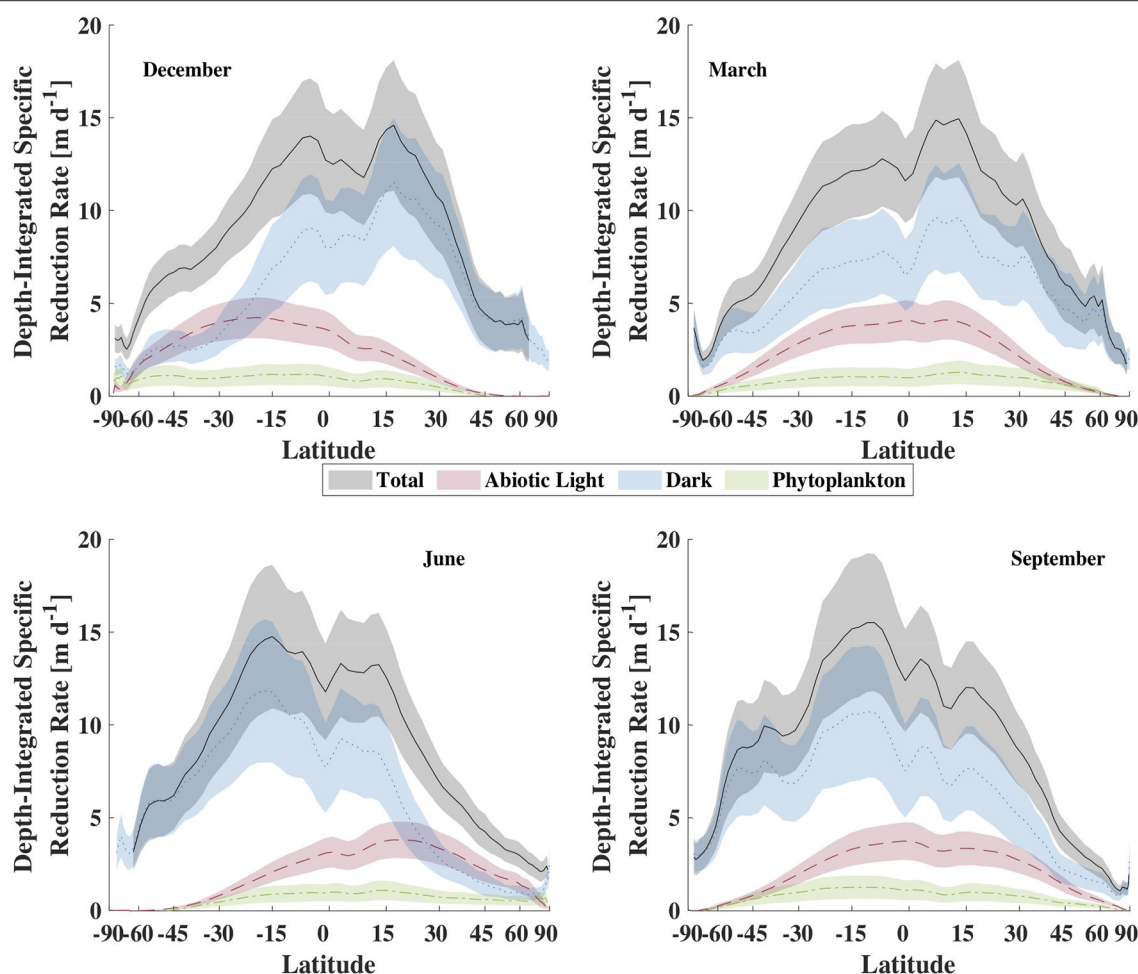 December
Depth-Integrated Specific
Reduction Rate [m d⁻¹]
20
15
10
5
0
-90 -60 -45 -30 -15 0 15 30 45 60 90
Latitude
March
Depth-Integrated Specific
Reduction Rate [m d⁻¹]
20
15
10
5
0
-90 -60 -45 -30 -15 0 15 30 45 60 90
Latitude
Total Abiotic Light Dark Phytoplankton
June
Depth-Integrated Specific
Reduction Rate [m d⁻¹]
20
15
10
5
0
-90 -60 -45 -30 -15 0 15 30 45 60 90
Latitude
September
Depth-Integrated Specific
Reduction Rate [m d⁻¹]
20
15
10
5
0
-90 -60 -45 -30 -15 0 15 30 45 60 90
Latitude